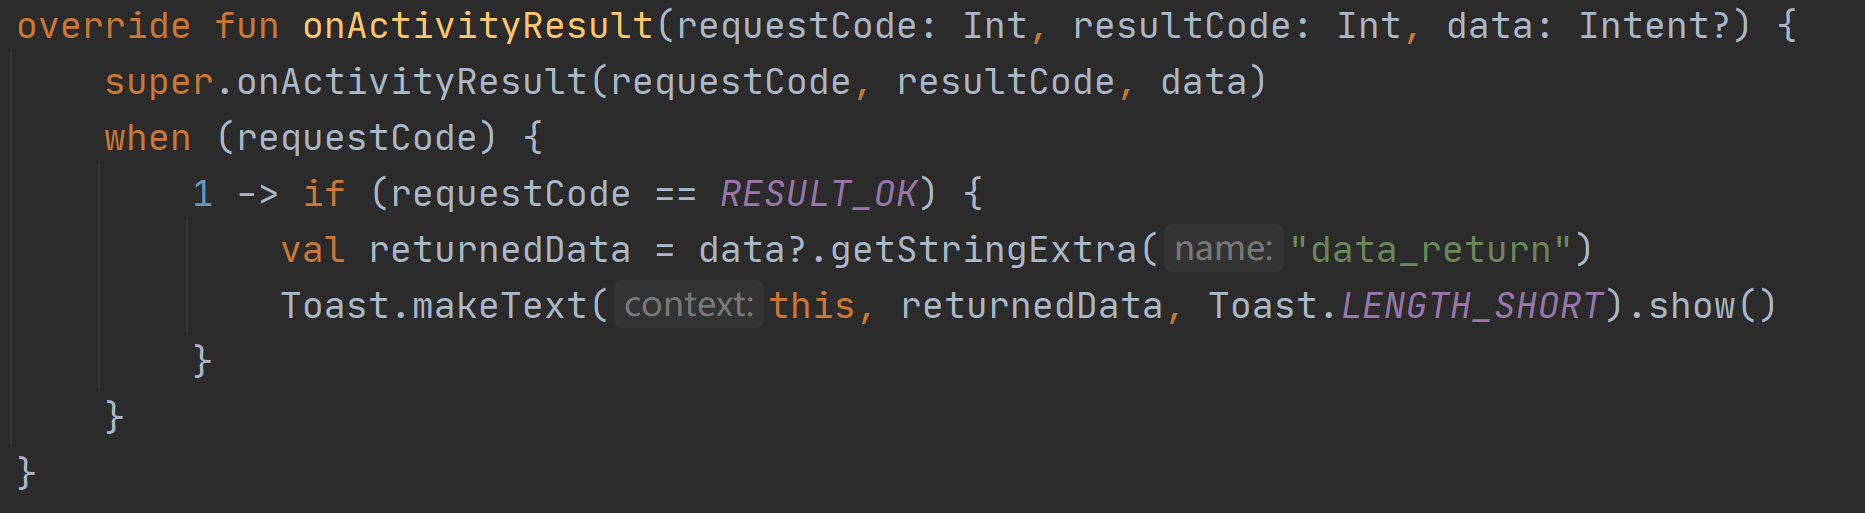 override fun onActivityResult(requestCode: Int, resultCode: Int, data: Intent?) {
    super.onActivityResult(requestCode, resultCode, data)
    when (requestCode) {
        1 -> if (requestCode == RESULT_OK) {
            val returnedData = data?.getStringExtra( name: "data_return")
            Toast.makeText( context: this, returnedData, Toast.LENGTH_SHORT).show()
        }
    }
}